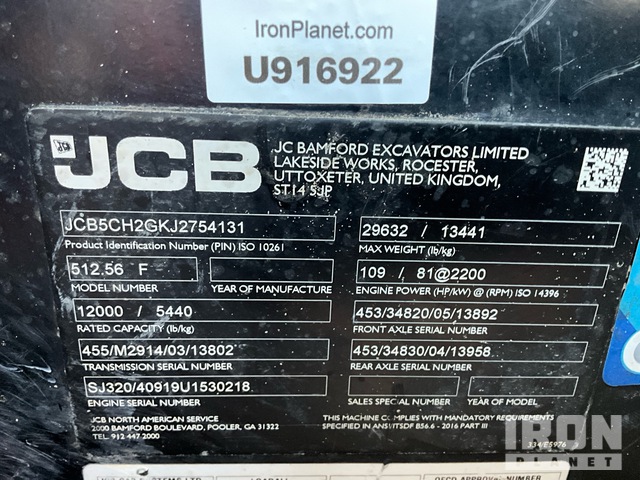 IronPlanet.com
U916922
JCB
JC BAMFORD EXCAVATORS LIMITED
LAKESIDE WORKS, ROCESTER,
UTTOXETER, UNITED KINGDOM,
ST14 5JP
JCB5CH2GKJ2754131
Product Identification Number (PIN) ISO 10261
512.56 F
MODEL NUMBER
YEAR OF MANUFACTURE
12000 / 5440
RATED CAPACITY (lb/kg)
455/M2914/03/13802
TRANSMISSION SERIAL NUMBER
SJ320/40919U1530218
ENGINE SERIAL NUMBER
JCB NORTH AMERICAN SERVICE
2000 BAMFORD BOULEVARD, POOLER, GA 31322
TEL. 912 447 2000
29632 / 13441
MAX WEIGHT (lb/kg)
109 / 81@2200
ENGINE POWER (HP/kW) @ (RPM) ISO 14396
453/34820/05/13892
FRONT AXLE SERIAL NUMBER
453/34830/04/13958
REAR AXLE SERIAL NUMBER
SALES SPECIAL NUMBER
YEAR OF MODEL
THIS MACHINE COMPLIES WITH MANDATORY REQUIREMENTS
SPECIFIED IN ANSI/ITSDF B56.6 - 2016 PART III
334/E5976
IRON
PLANET